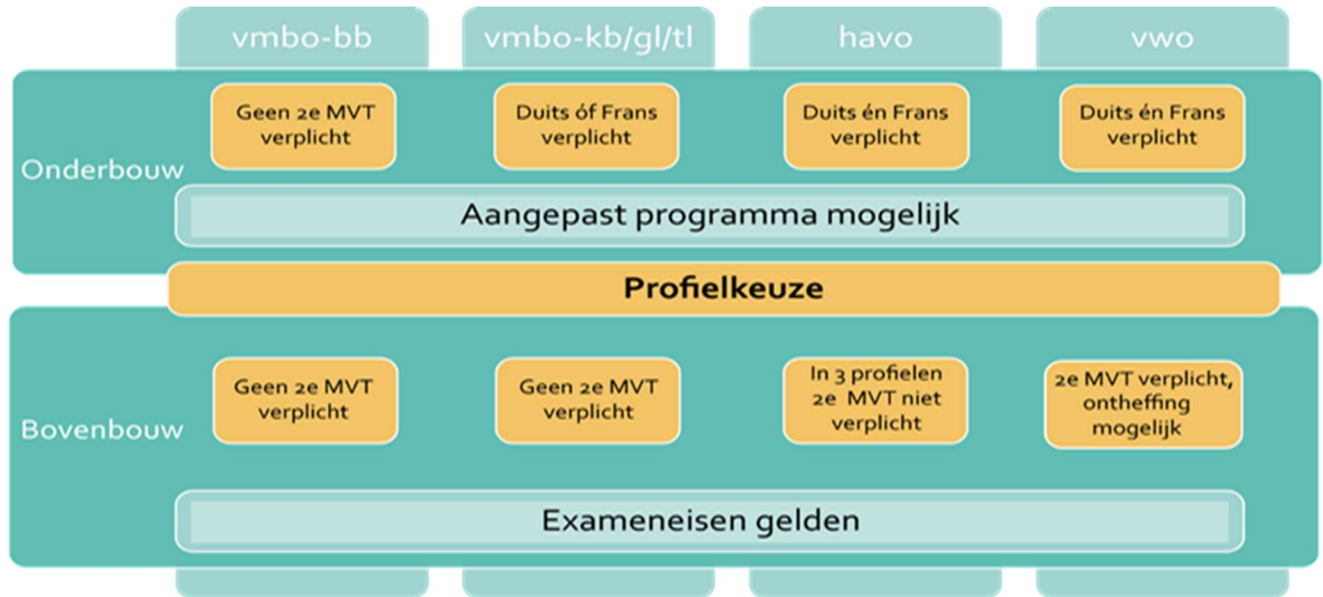 vmbo-bb
vmbo-kb/gl/tl
havo
vwo
Onderbouw
Geen 2e MVT
verplicht
Duits óf Frans
verplicht
Duits én Frans
verplicht
Duits én Frans
verplicht
Aangepast programma mogelijk
Profielkeuze
Bovenbouw
Geen 2e MVT
verplicht
Geen 2e MVT
verplicht
In 3 profielen
2e MVT niet
verplicht
2e MVT verplicht,
ontheffing
mogelijk
Exameneisen gelden